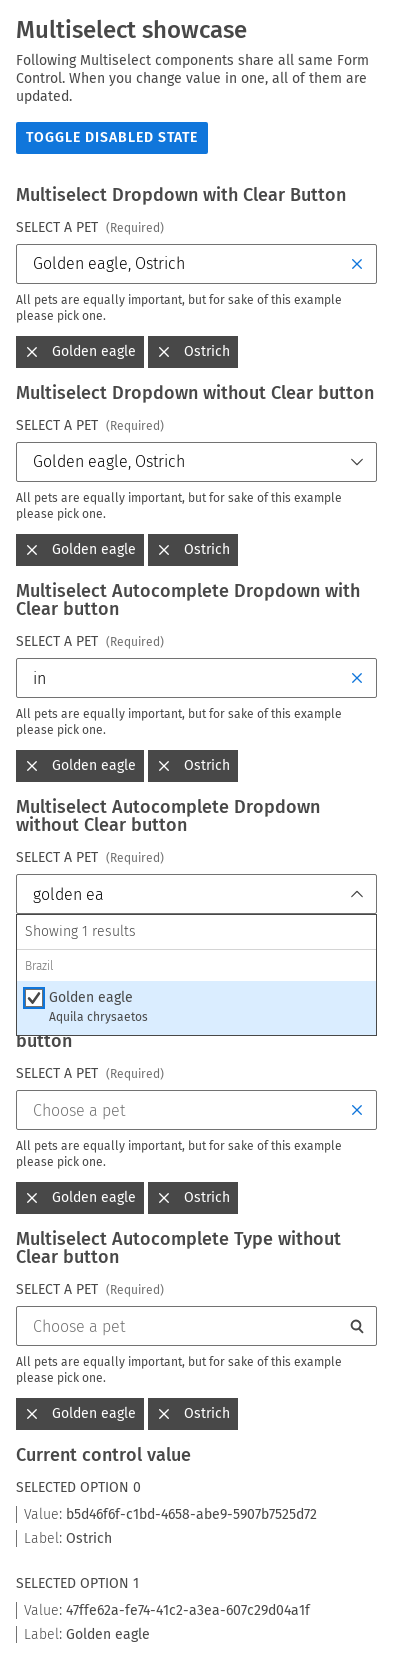 Multiselect showcase
Following Multiselect components share all same Form
Control. When you change value in one, all of them are
updated.
TOGGLE DISABLED STATE
Multiselect Dropdown with Clear Button
SELECT A PET (Required)
Golden eagle, Ostrich
All pets are equally important, but for sake of this example
please pick one.
Golden eagle Ostrich
Multiselect Dropdown without Clear button
SELECT A PET (Required)
Golden eagle, Ostrich
All pets are equally important, but for sake of this example
please pick one.
Golden eagle Ostrich
Multiselect Autocomplete Dropdown with
Clear button
SELECT A PET (Required)
in
All pets are equally important, but for sake of this example
please pick one.
Golden eagle Ostrich
Multiselect Autocomplete Dropdown
without Clear button
SELECT A PET (Required)
golden ea
Showing 1 results
Brazil
Golden eagle
Aquila chrysaetos
button
SELECT A PET (Required)
Choose a pet
All pets are equally important, but for sake of this example
please pick one.
Golden eagle Ostrich
Multiselect Autocomplete Type without
Clear button
SELECT A PET (Required)
Choose a pet
All pets are equally important, but for sake of this example
please pick one.
Golden eagle Ostrich
Current control value
SELECTED OPTION 0
Value: b5d46f6f-c1bd-4658-abe9-5907b7525d72
Label: Ostrich
SELECTED OPTION 1
Value: 47ffe62a-fe74-41c2-a3ea-607c29d04a1f
Label: Golden eagle